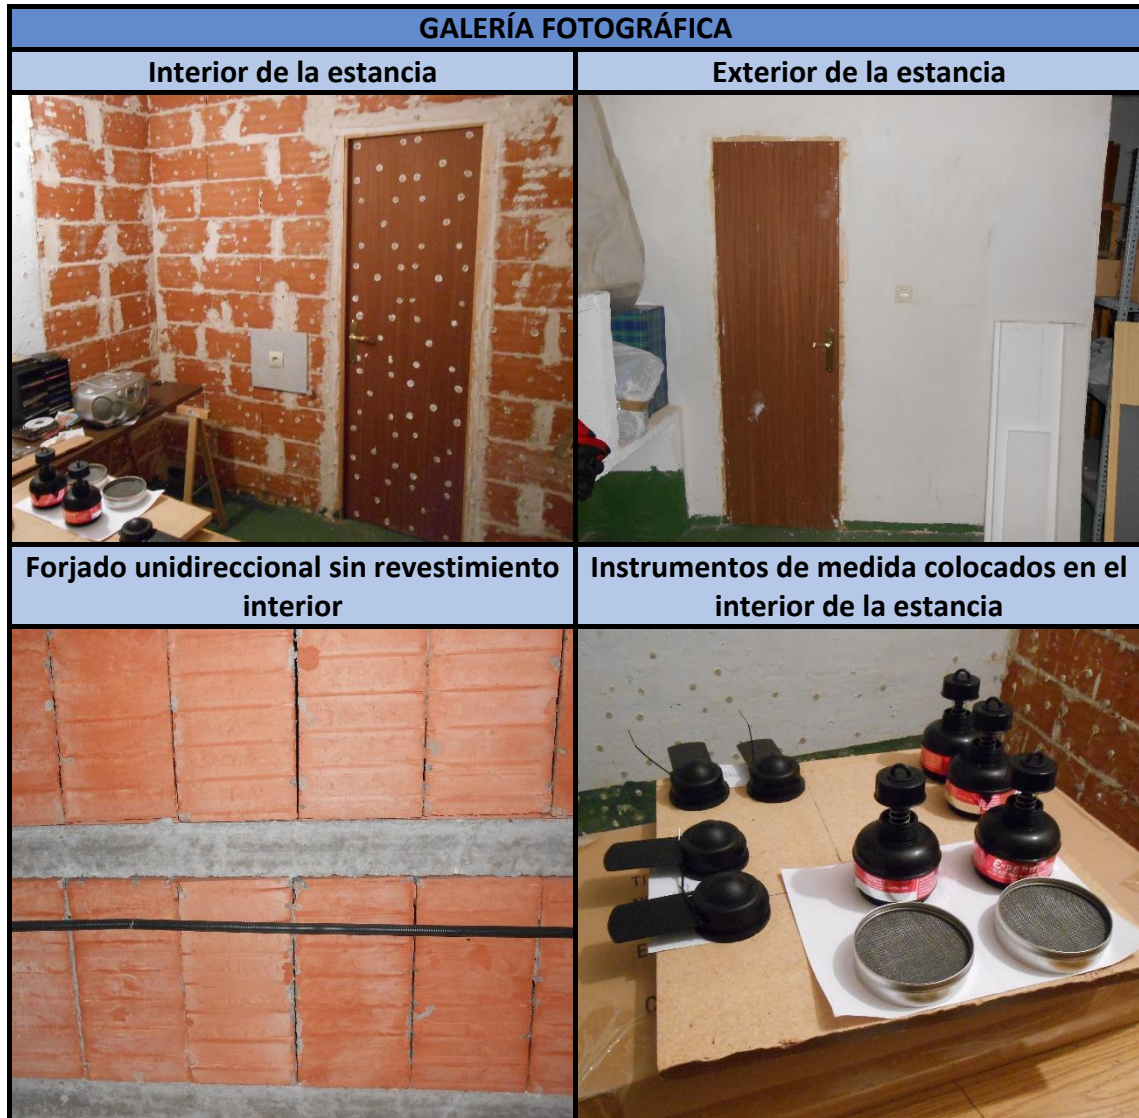 GALERÍA FOTOGRÁFICA
Interior de la estancia
Exterior de la estancia
Forjado unidireccional sin revestimiento
interior
Instrumentos de medida colocados en el
interior de la estancia